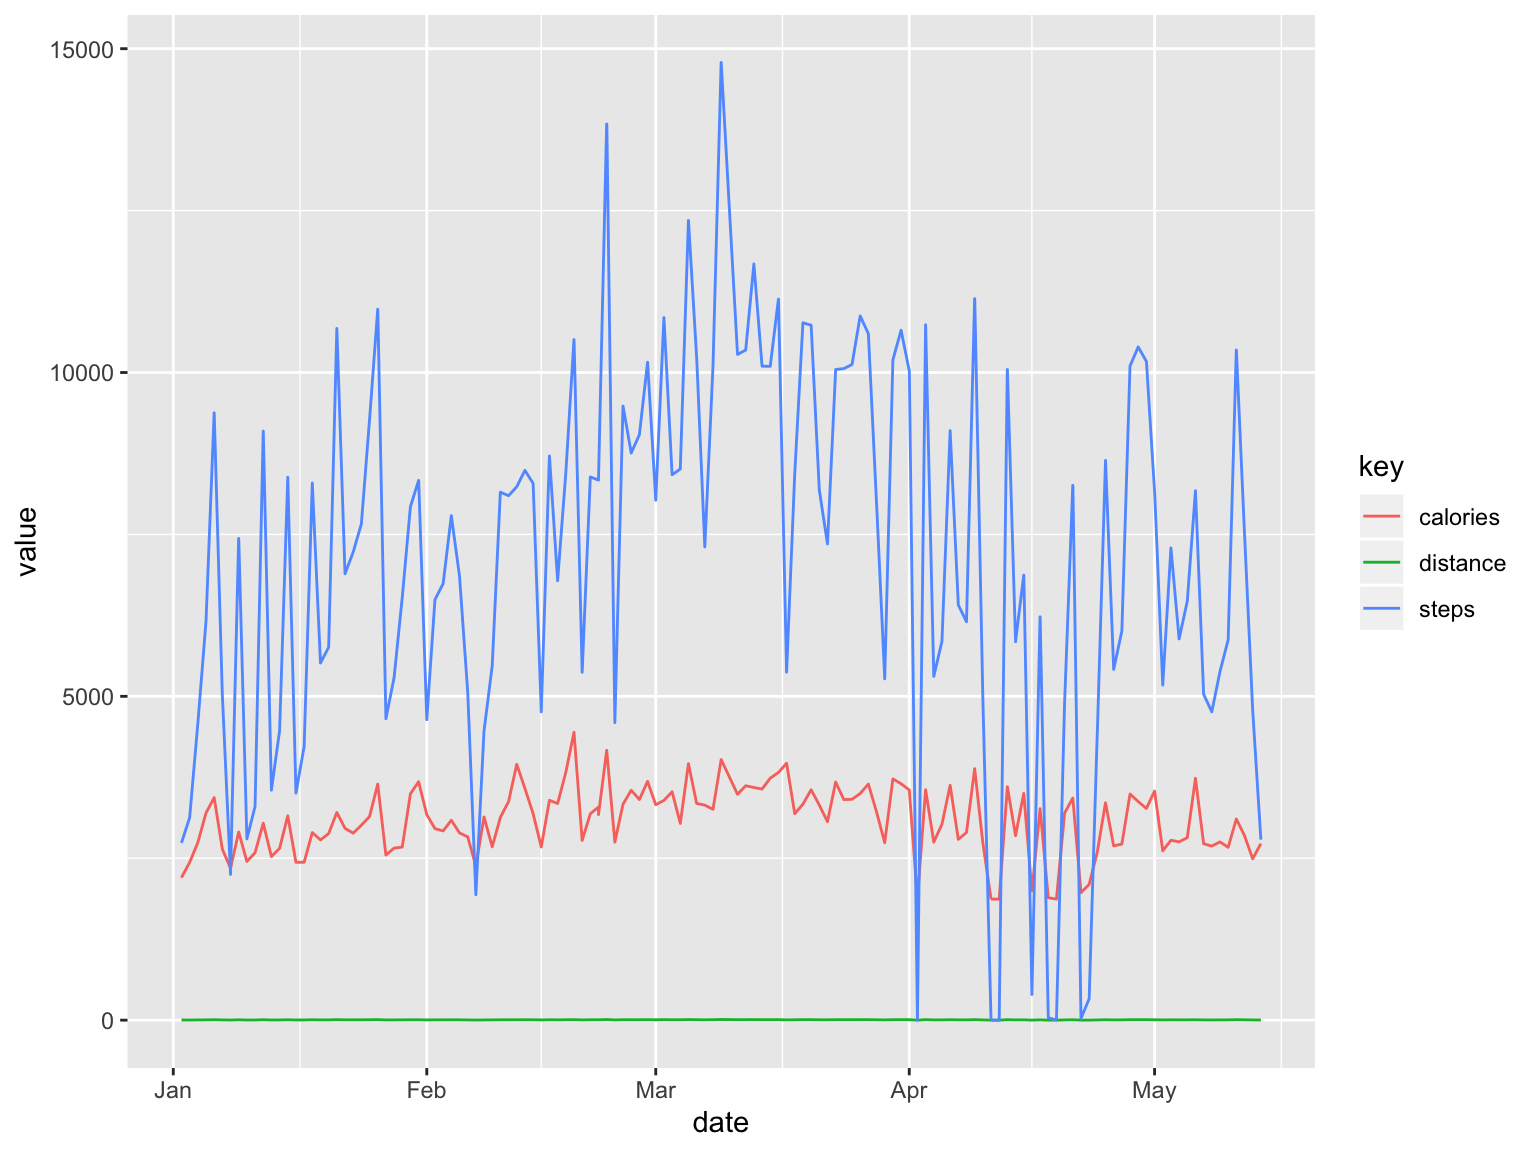 15000
10000
5000
0
value
Jan Feb Mar Apr May
date
key
calories
distance
steps